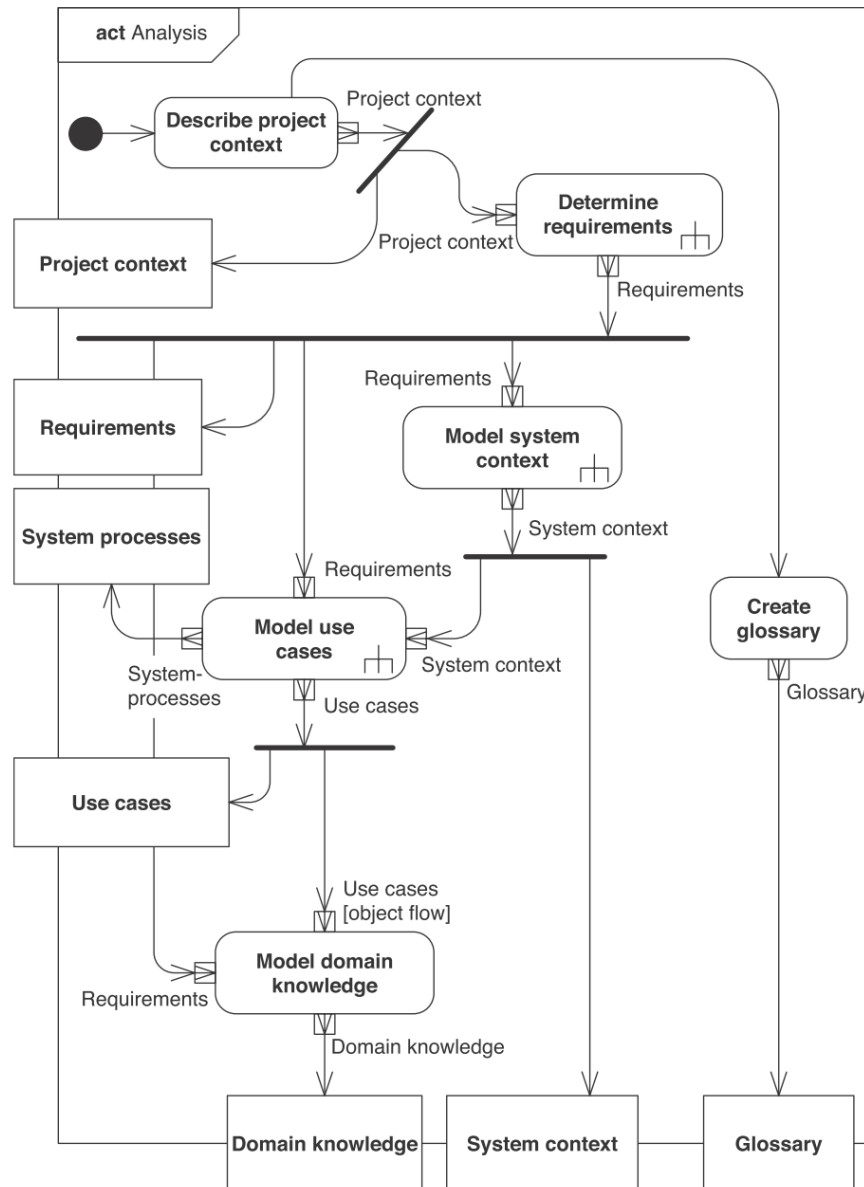 act Analysis
Project context
Describe project
context
Determine
requirements
Project context
Project context
Requirements
Requirements
Requirements
Model system
context
System processes
System context
Requirements
Create
glossary
Model use
cases
System context
System-
processes
Glossary
Use cases
Use cases
Use cases
[object flow]
Model domain
knowledge
Requirements
Domain knowledge
Domain knowledge
System context
Glossary